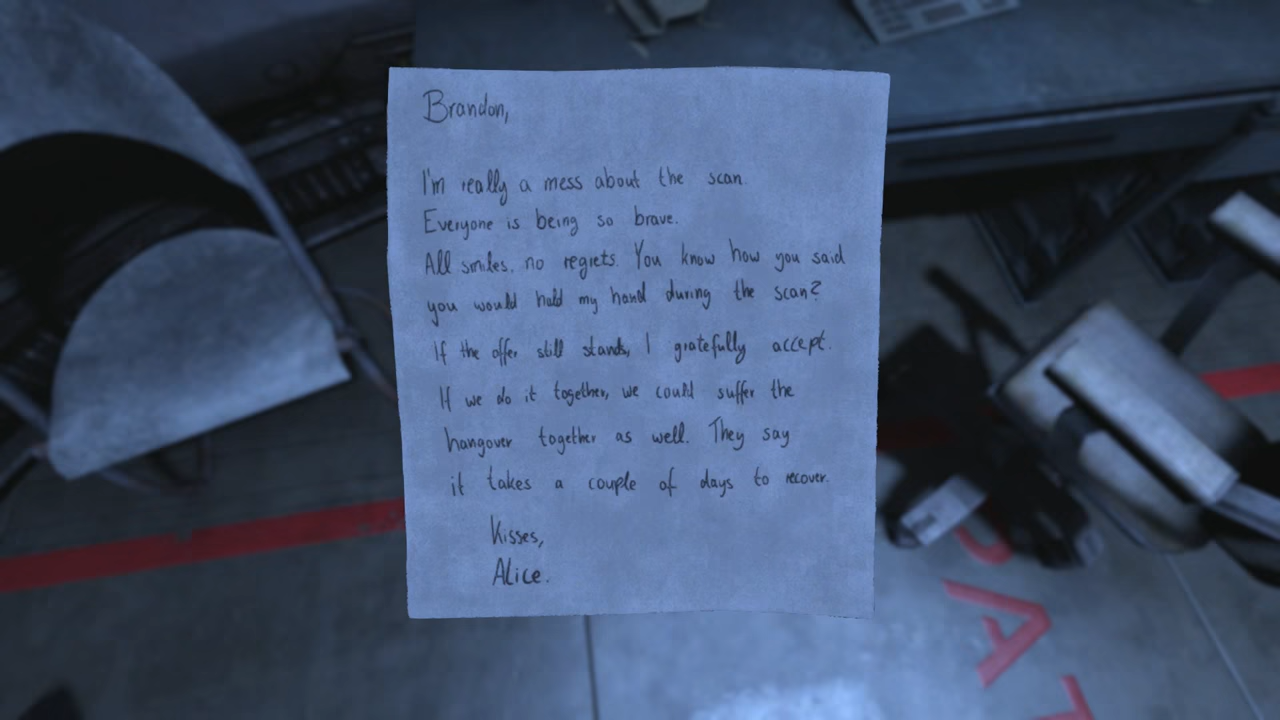 Brandon,
I'm really a mess about the scan.
Everyone is being so brave.
All smiles, no regrets. You know how you said
you would hold my hand during the scan?
If the offer still stands, I gratefully accept.
If we do it together, we could suffer the
hangover together as well. They say
it takes a couple of days to recover.
Kisses,
Alice.